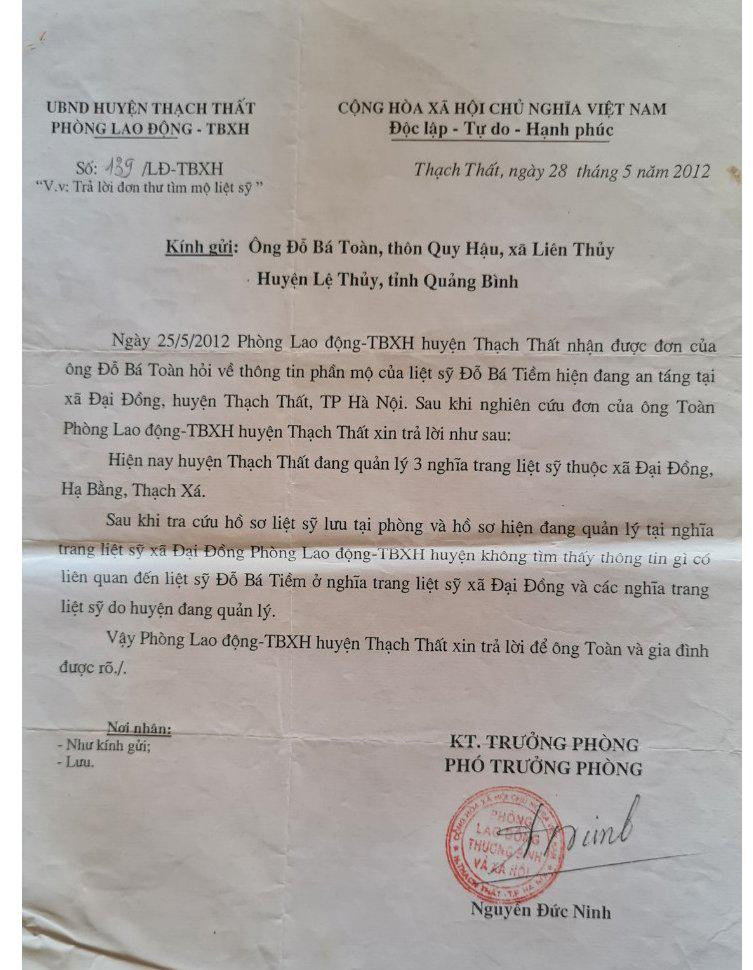 UBND HUYỆN THẠCH THẤT
PHÒNG LAO ĐỘNG - TBXH
CỘNG HÒA XÃ HỘI CHỦ NGHĨA VIỆT NAM
Độc lập - Tự do - Hạnh phúc
Số: 139 /LĐ-TBXH
"V.v: Trả lời đơn thư tìm mộ liệt sỹ"
Thạch Thất, ngày 28 tháng 5 năm 2012
Kính gửi: Ông Đỗ Bá Toàn, thôn Quy Hậu, xã Liên Thủy
Huyện Lệ Thủy, tỉnh Quảng Bình
Ngày 25/5/2012 Phòng Lao động-TBXH huyện Thạch Thất nhận được đơn của
ông Đỗ Bá Toàn hỏi về thông tin phần mộ của liệt sỹ Đỗ Bá Tiềm hiện đang an táng tại
xã Đại Đồng, huyện Thạch Thất, TP Hà Nội. Sau khi nghiên cứu đơn của ông Toàn
Phòng Lao động-TBXH huyện Thạch Thất xin trả lời như sau:
Hiện nay huyện Thạch Thất đang quản lý 3 nghĩa trang liệt sỹ thuộc xã Đại Đồng,
Hạ Bằng, Thạch Xá.
Sau khi tra cứu hồ sơ liệt sỹ lưu tại phòng và hồ sơ hiện đang quản lý tại nghĩa
trang liệt sỹ xã Đại Đồng Phòng Lao động-TBXH huyện không tìm thấy thông tin gì có
liên quan đến liệt sỹ Đỗ Bá Tiềm ở nghĩa trang liệt sỹ xã Đại Đồng và các nghĩa trang
liệt sỹ do huyện đang quản lý.
Vậy Phòng Lao động-TBXH huyện Thạch Thất xin trả lời để ông Toàn và gia đình
được rõ./.
Nơi nhận:
- Như kính gửi;
- Lưu.
KT. TRƯỞNG PHÒNG
PHÓ TRƯỞNG PHÒNG
PHÒNG
LAO ĐỘNG
THƯƠNG BINH
VÀ XÃ HỘI
Nguyễn Đức Ninh